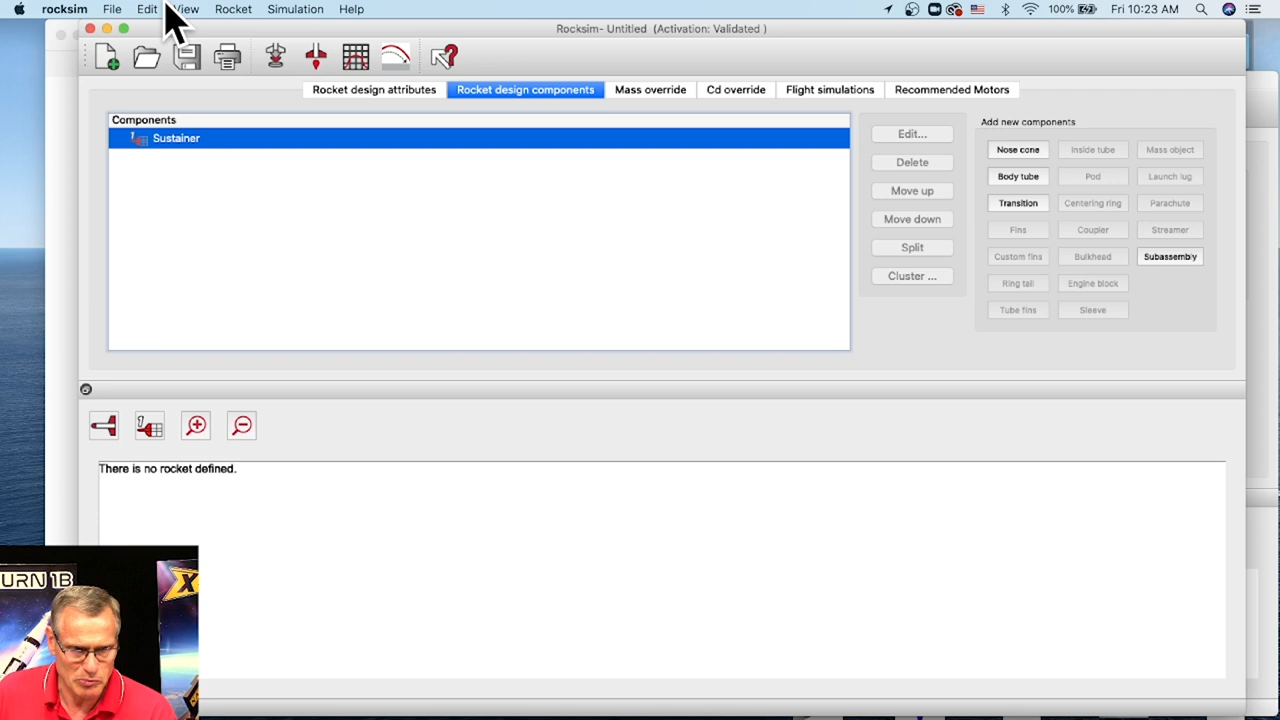 rocksim File Edit View Rocket Simulation Help 100% Fri 10:23 AM
Rocksim- Untitled (Activation: Validated )
Rocket design attributes Rocket design components Mass override Cd override Flight simulations Recommended Motors
Components
Sustainer
Edit...
Delete
Move up
Move down
Split
Cluster ...
Add new components
Nose cone Inside tube Mass object
Body tube Pod Launch lug
Transition Centering ring Parachute
Fins Coupler Streamer
Custom fins Bulkhead Subassembly
Ring tail Engine block
Tube fins Sleeve
There is no rocket defined.
URN 1B
X